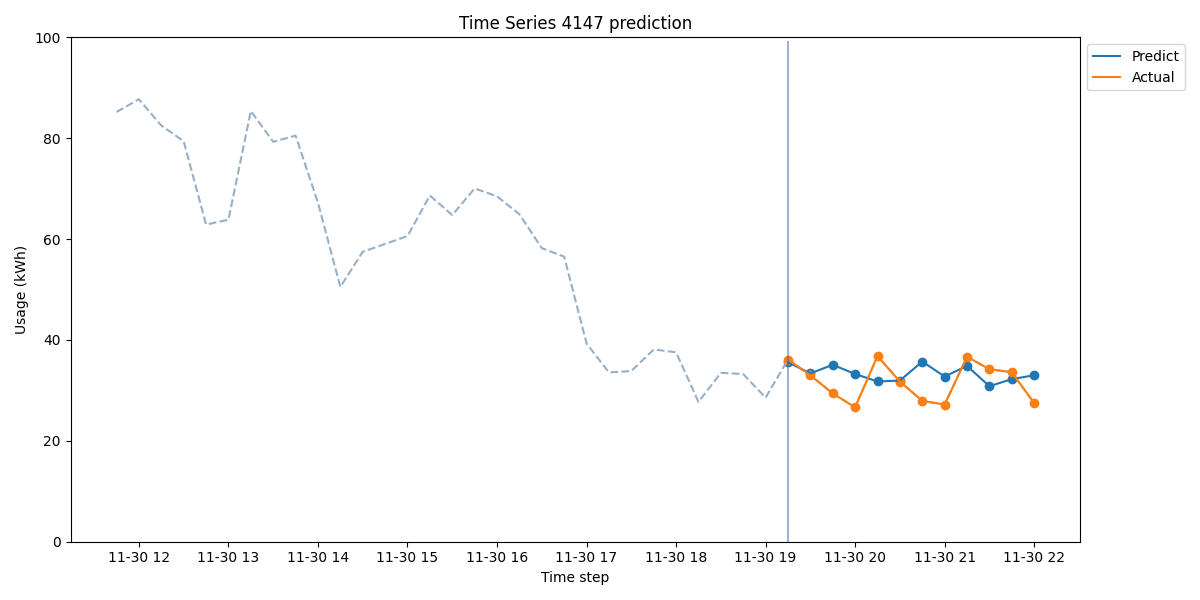 Time Series 4147 prediction
Predict
Actual
Usage (kWh)
100
80
60
40
20
0
11-30 12 11-30 13 11-30 14 11-30 15 11-30 16 11-30 17 11-30 18 11-30 19 11-30 20 11-30 21 11-30 22
Time step